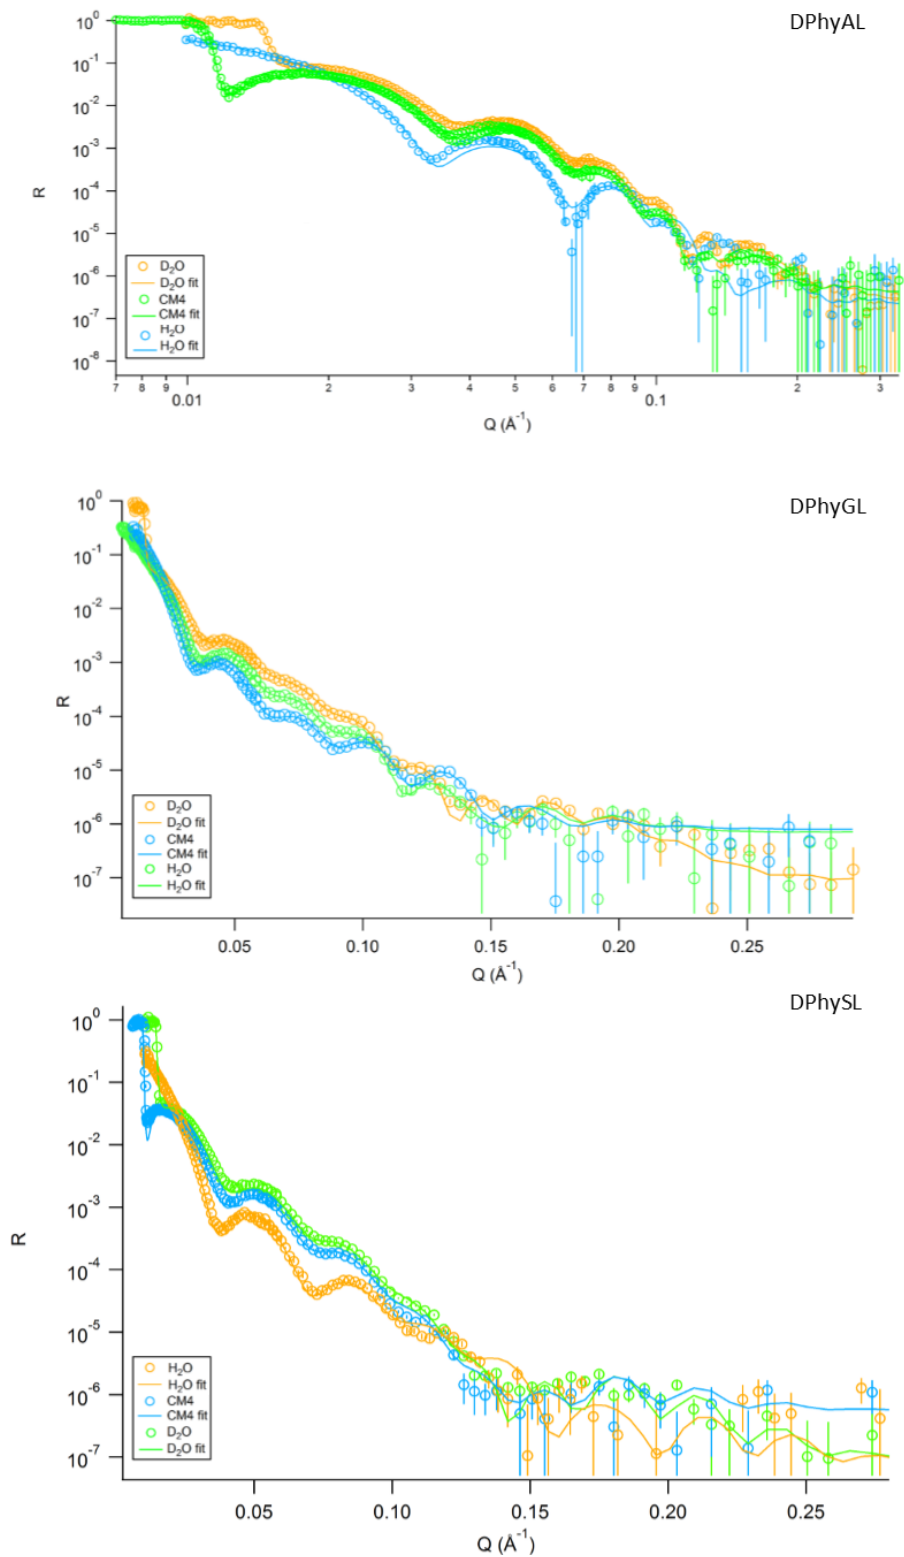 DPhyAL
10⁰
10⁻¹
10⁻²
10⁻³
10⁻⁴
10⁻⁵
10⁻⁶
10⁻⁷
10⁻⁸
R
D₂O
D₂O fit
CM4
CM4 fit
H₂O
H₂O fit
7 8 9 2 3 4 5 6 7 8 9 2 3
0.01 0.1
Q (Å⁻¹)
DPhyGL
10⁰
10⁻¹
10⁻²
10⁻³
10⁻⁴
10⁻⁵
10⁻⁶
10⁻⁷
R
D₂O
D₂O fit
CM4
CM4 fit
H₂O
H₂O fit
0.05 0.10 0.15 0.20 0.25
Q (Å⁻¹)
DPhySL
10⁰
10⁻¹
10⁻²
10⁻³
10⁻⁴
10⁻⁵
10⁻⁶
10⁻⁷
R
H₂O
H₂O fit
CM4
CM4 fit
D₂O
D₂O fit
0.05 0.10 0.15 0.20 0.25
Q (Å⁻¹)